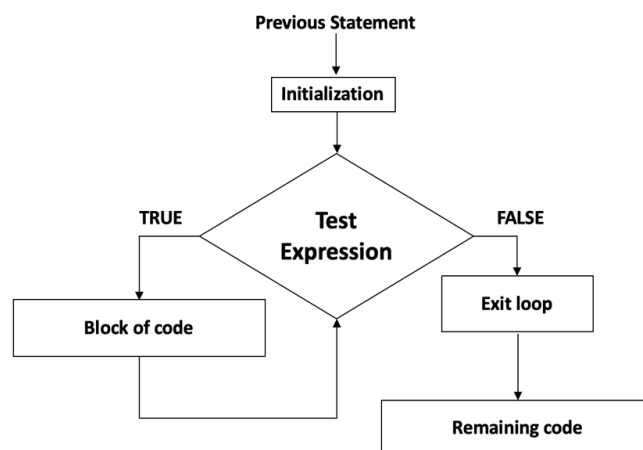 Previous Statement
Initialization
TRUE
Test
Expression
FALSE
Block of code
Exit loop
Remaining code